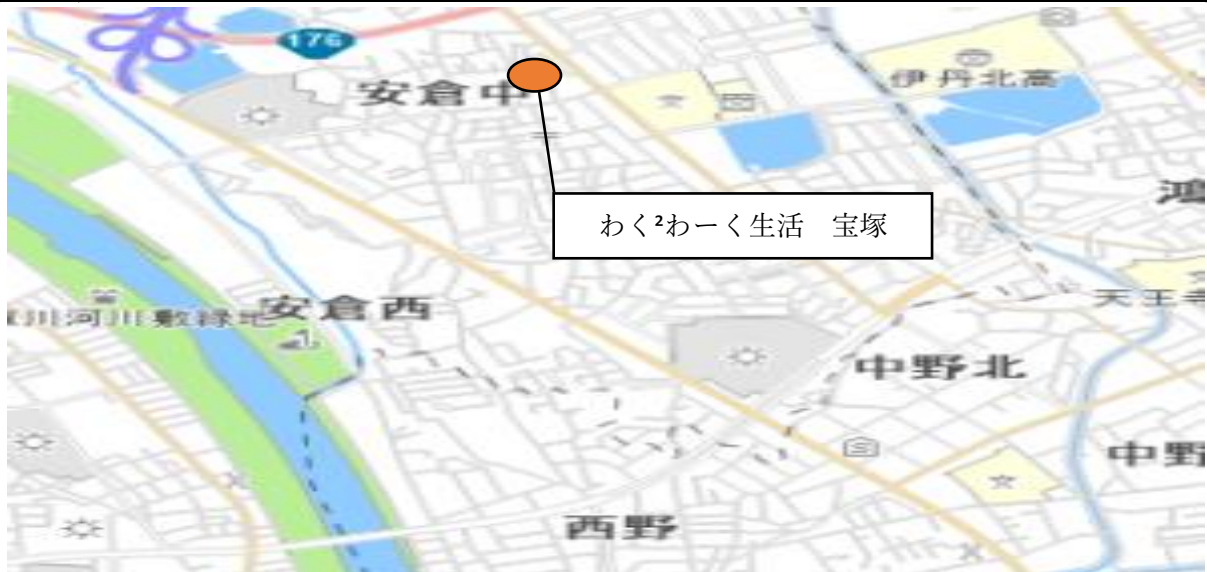 176
安倉中
伊丹北高
わく²わーく生活　宝塚
鴻
安倉西
川河川敷緑地
天王寺
中野北
中野
西野